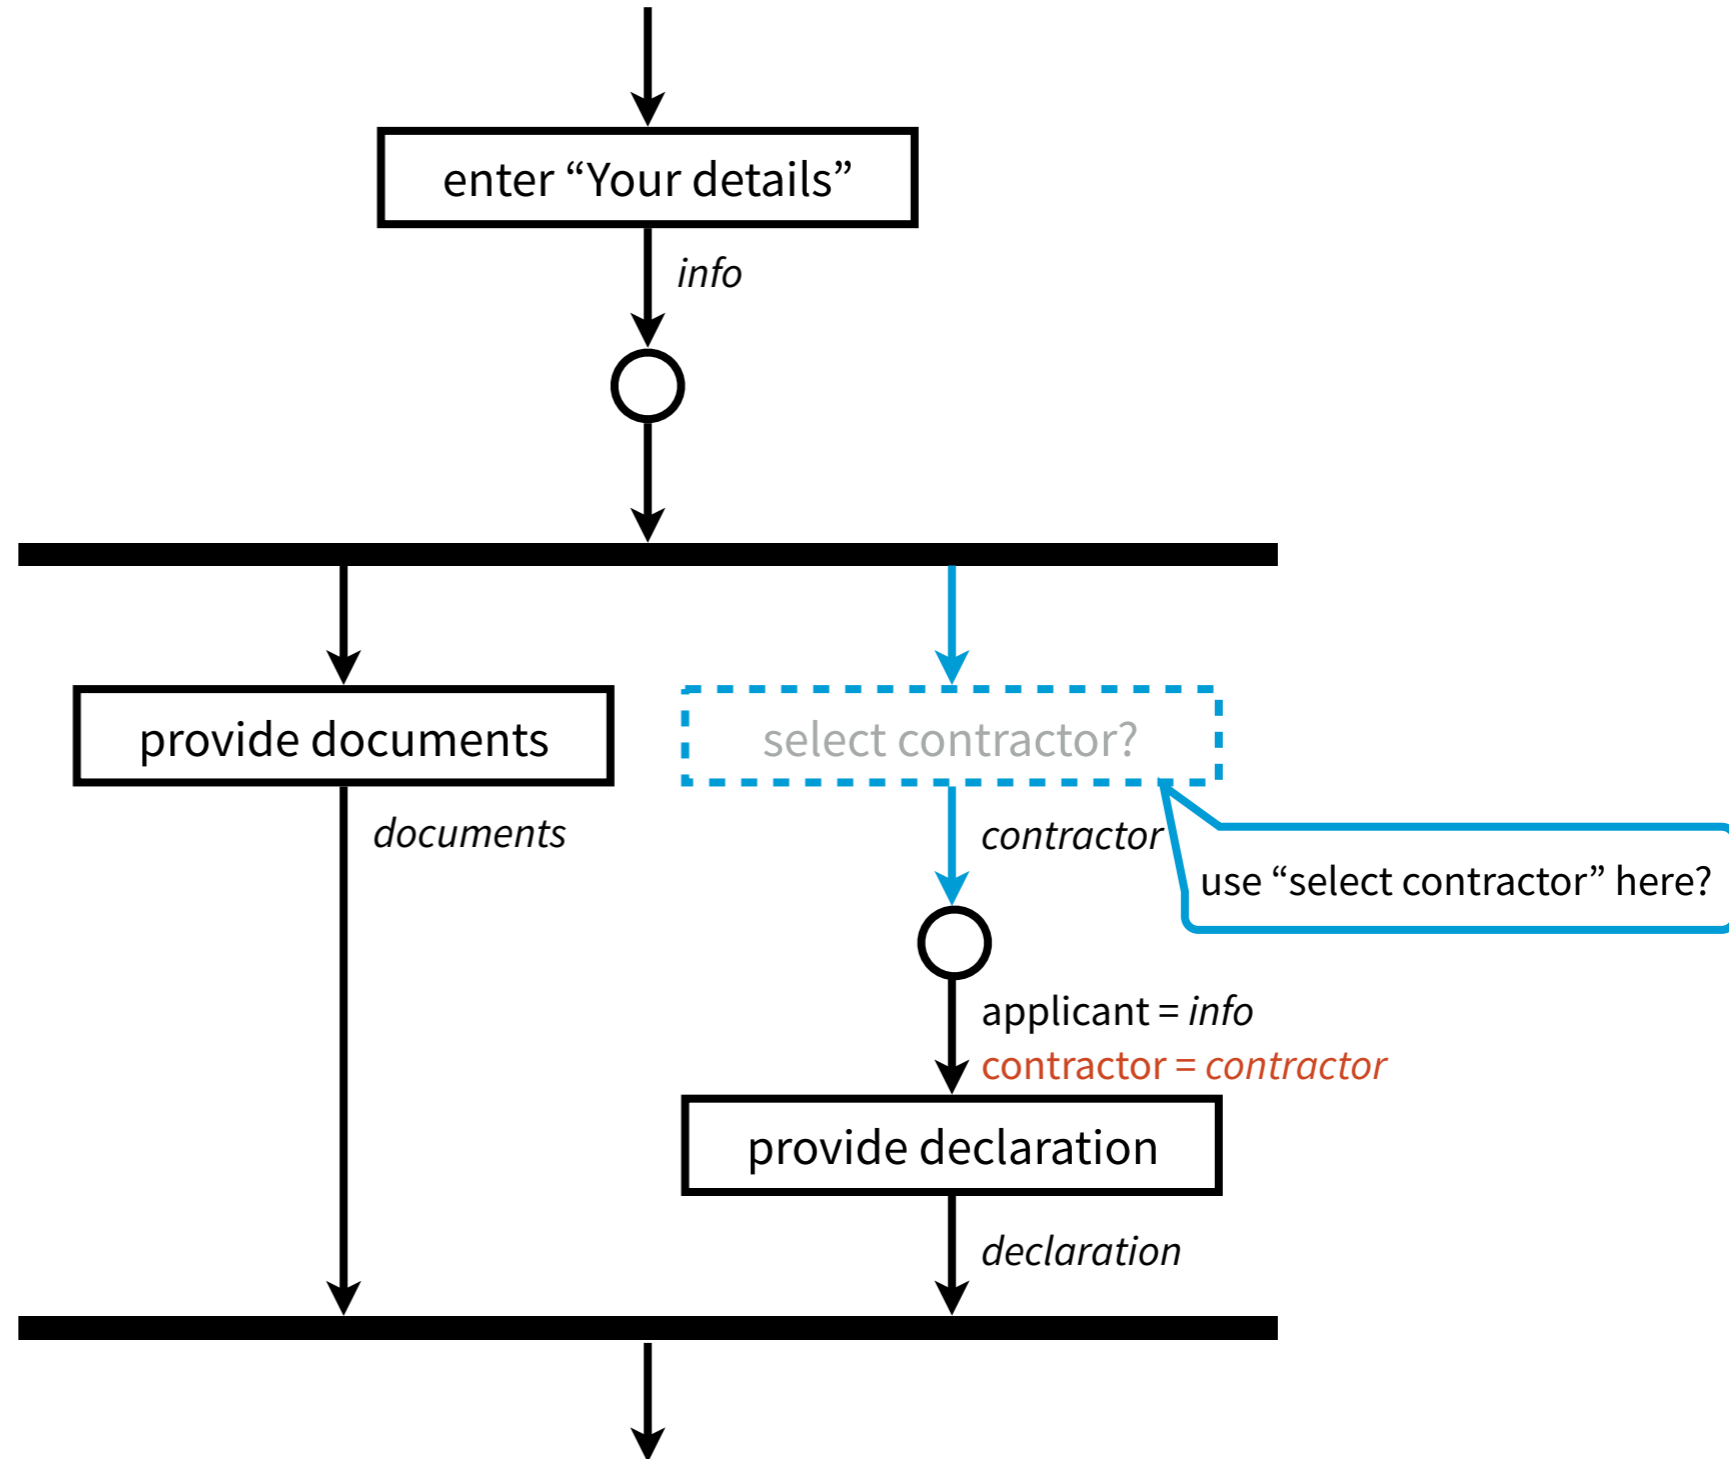 enter “Your details”
info
provide documents
select contractor?
documents
contractor
use “select contractor” here?
applicant = info
contractor = contractor
provide declaration
declaration